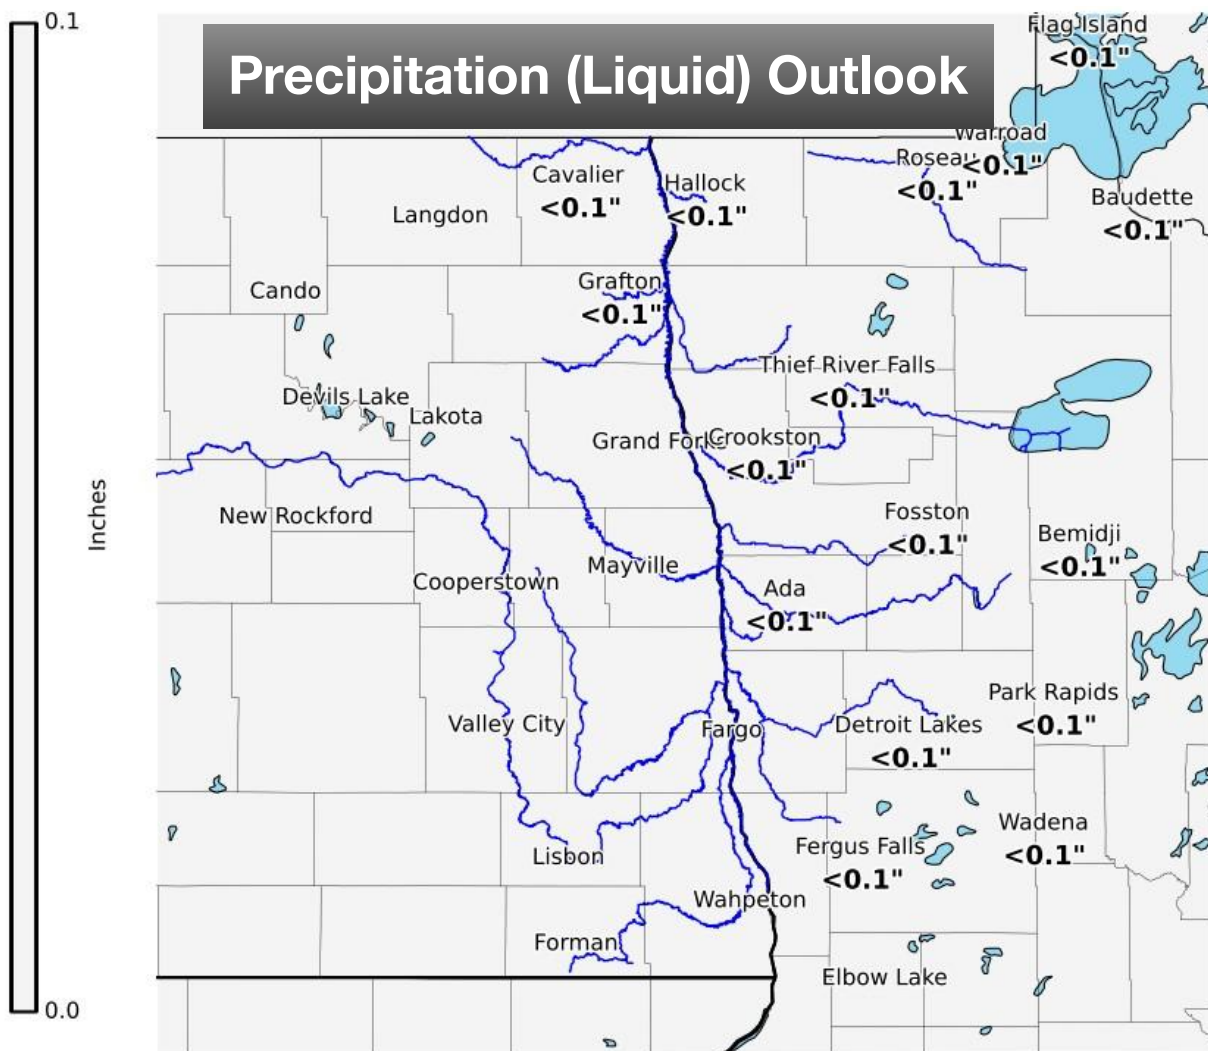 0.1
Precipitation (Liquid) Outlook
Flag Island
<0.1"
Warroad
<0.1"
Roseau
<0.1"
Cavalier
<0.1"
Hallock
<0.1"
Baudette
<0.1"
Langdon
Grafton
<0.1"
Cando
Thief River Falls
<0.1"
Devils Lake
Lakota
Grand Forks
Crookston
<0.1"
Inches
New Rockford
Fosston
<0.1"
Bemidji
<0.1"
Mayville
Cooperstown
Ada
<0.1"
Park Rapids
<0.1"
Valley City
Fargo
Detroit Lakes
<0.1"
Wadena
<0.1"
Lisbon
Fergus Falls
<0.1"
Wahpeton
Forman
Elbow Lake
0.0